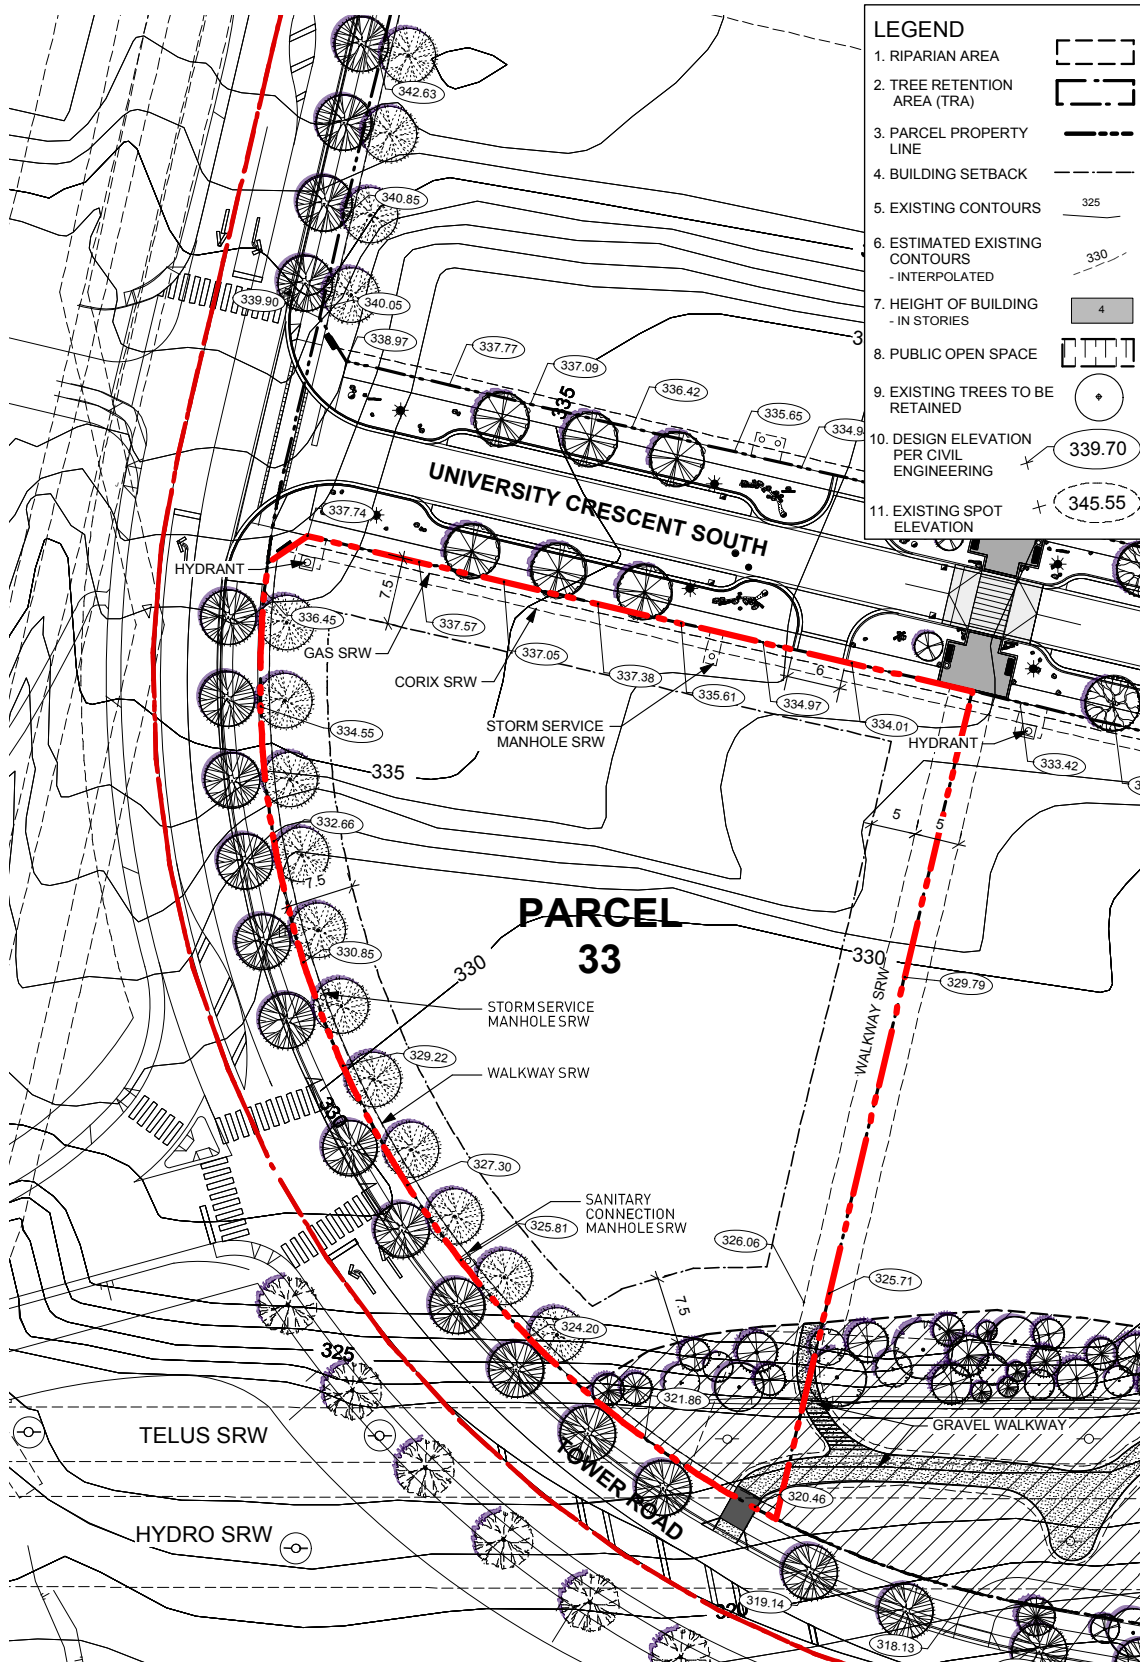 LEGEND
1. RIPARIAN AREA
2. TREE RETENTION
AREA (TRA)
3. PARCEL PROPERTY
LINE
4. BUILDING SETBACK
5. EXISTING CONTOURS
325
6. ESTIMATED EXISTING
CONTOURS
- INTERPOLATED
330
7. HEIGHT OF BUILDING
- IN STORIES
4
8. PUBLIC OPEN SPACE
9. EXISTING TREES TO BE
RETAINED
10. DESIGN ELEVATION
PER CIVIL
ENGINEERING
339.70
11. EXISTING SPOT
ELEVATION
345.55
342.63
340.85
339.90
340.05
338.97
337.77
337.09
336.42
335.65
334.9
335
UNIVERSITY CRESCENT SOUTH
337.74
HYDRANT
7.5
336.45
337.57
GAS SRW
337.05
CORIX SRW
337.38
335.61
6
334.97
334.01
STORM SERVICE
MANHOLE SRW
HYDRANT
333.42
334.55
335
332.66
5
5
7.5
PARCEL
33
330.85
330
330
329.79
STORM SERVICE
MANHOLE SRW
WALKWAY SRW
329.22
WALKWAY SRW
330
327.30
SANITARY
CONNECTION
MANHOLE SRW
325.81
326.06
325.71
7.5
324.20
325
321.86
GRAVEL WALKWAY
TELUS SRW
TOWER ROAD
320.46
HYDRO SRW
319.14
320
318.13